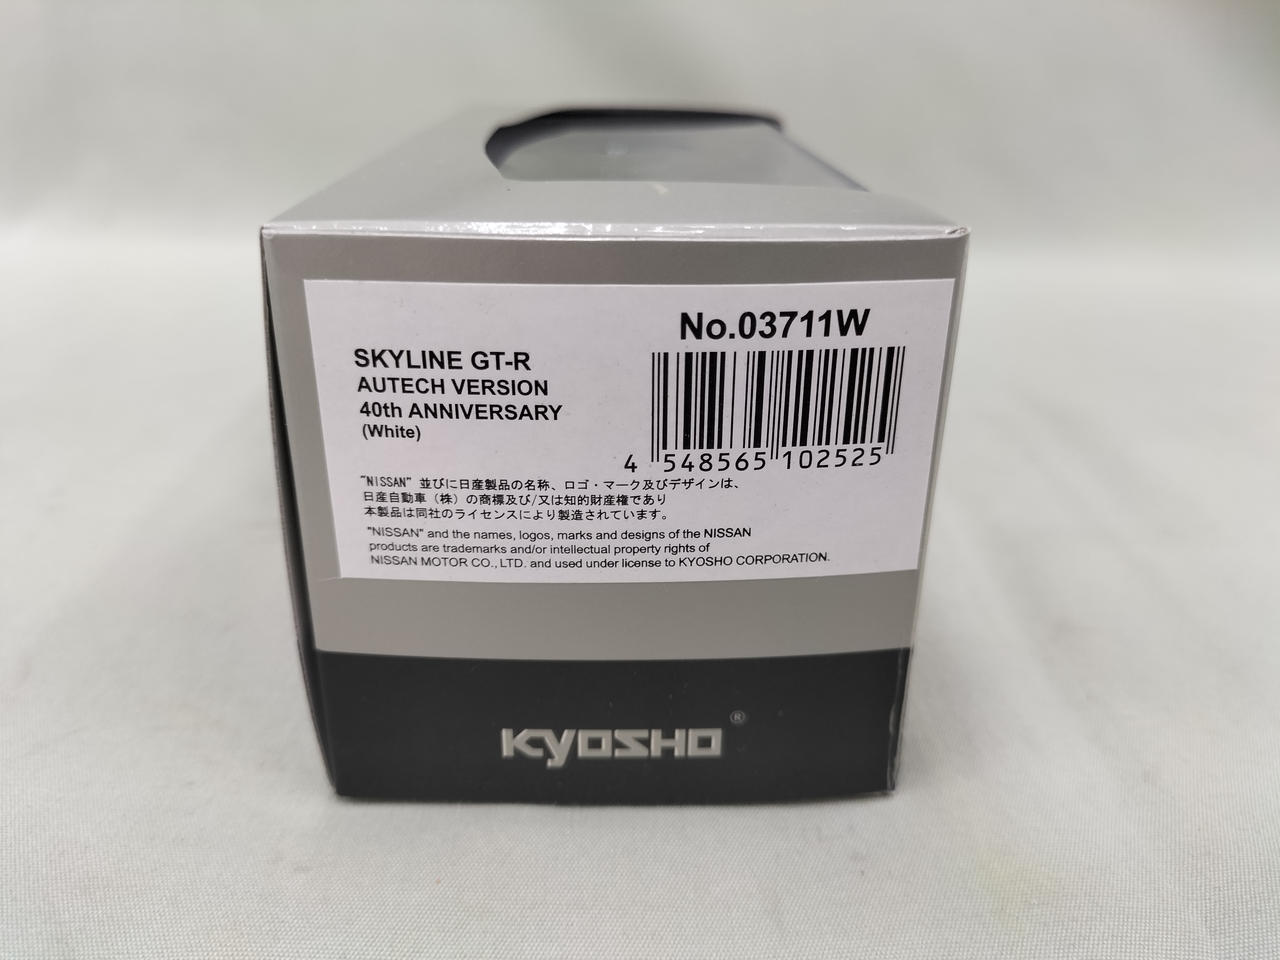 No.03711W
SKYLINE GT-R
AUTECH VERSION
40th ANNIVERSARY
(White)
4 548565 102525
"NISSAN" 並びに日産製品の名称、ロゴ・マーク及びデザインは、
日産自動車（株）の商標及び/又は知的財産権であり
本製品は同社のライセンスにより製造されています。
"NISSAN" and the names, logos, marks and designs of the NISSAN
products are trademarks and/or intellectual property rights of
NISSAN MOTOR CO., LTD. and used under license to KYOSHO CORPORATION.
KYOSHO ®